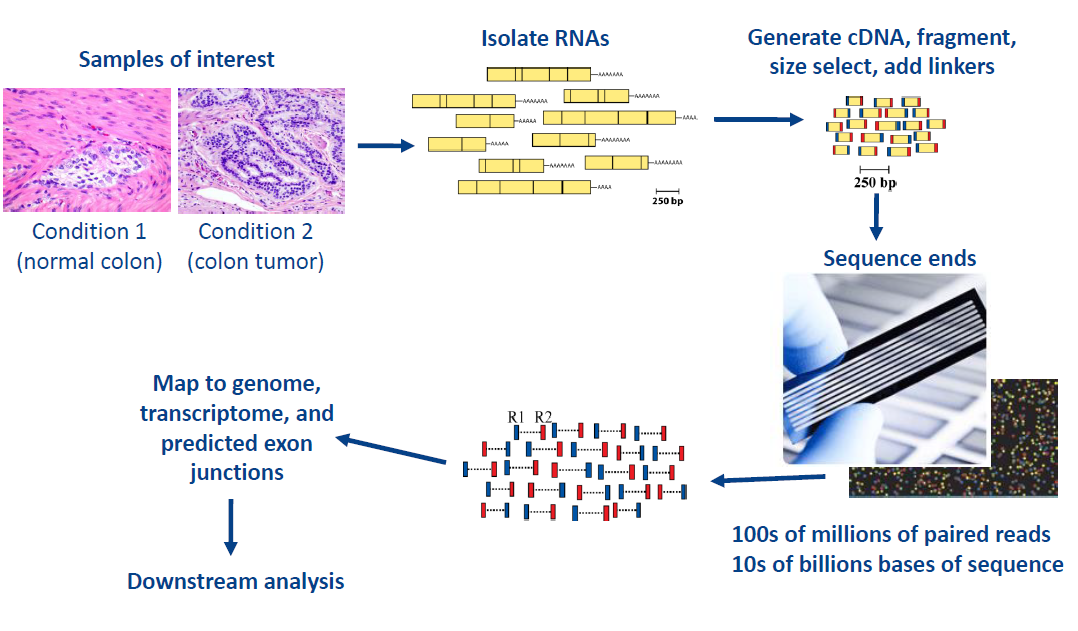 Samples of interest
Condition 1
(normal colon)
Condition 2
(colon tumor)
Isolate RNAs
AAAAAAA
AAAAAAA
AAAAAAA
AAAAA
AAAA
AAAAA
AAAAAAAA
AAAAAAA
AAAAAAAA
AAAA
250 bp
Generate cDNA, fragment,
size select, add linkers
250 bp
Sequence ends
100s of millions of paired reads
10s of billions bases of sequence
R1 R2
Map to genome,
transcriptome, and
predicted exon
junctions
Downstream analysis